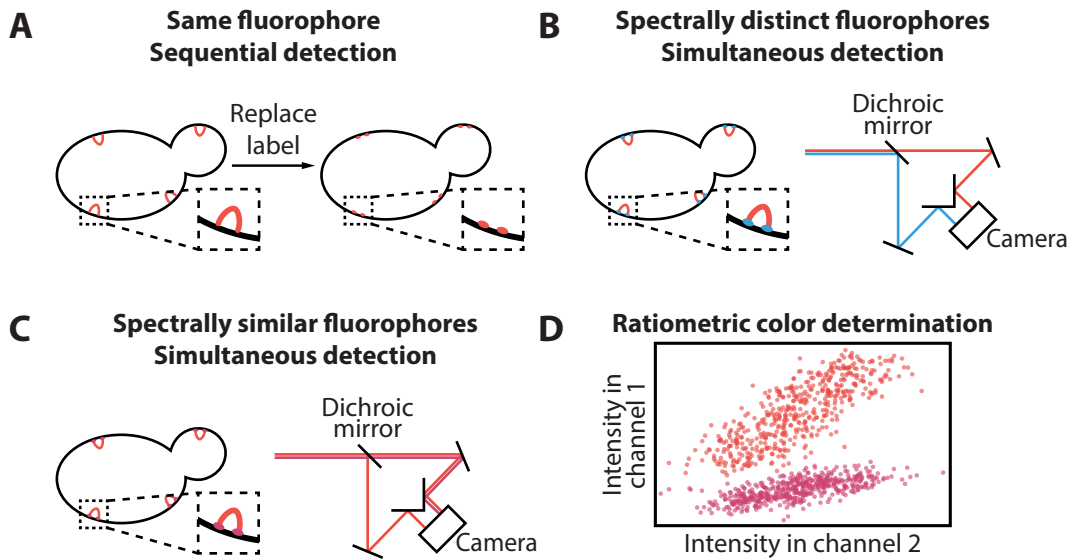 A
Same fluorophore
Sequential detection
Replace
label
B
Spectrally distinct fluorophores
Simultaneous detection
Dichroic
mirror
Camera
C
Spectrally similar fluorophores
Simultaneous detection
Dichroic
mirror
Camera
D
Ratiometric color determination
Intensity in
channel 1
Intensity in channel 2